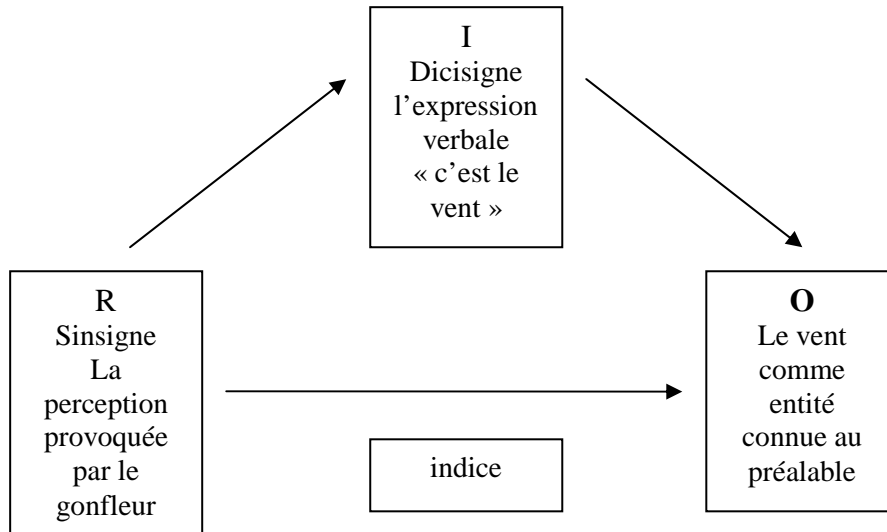 I
Dicisigne
l’expression
verbale
« c’est le
vent »
R
Sinsigne
La
perception
provoquée
par le
gonfleur
O
Le vent
comme
entité
connue au
préalable
indice